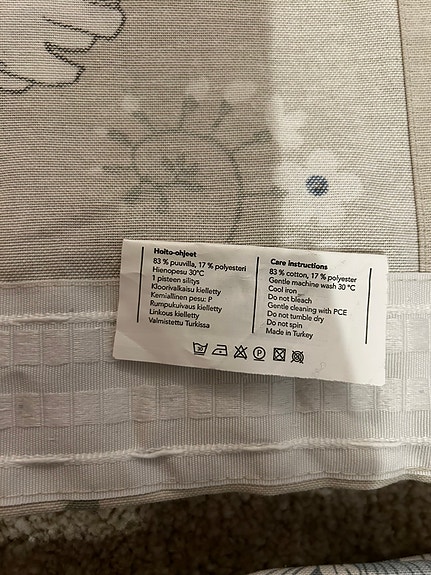 Hoito-ohjeet
83 % puuvilla, 17 % polyesteri
Hienopesu 30°C
1 pisteen silitys
Kloorivalkaisu kielletty
Kemiallinen pesu: P
Rumpukuivaus kielletty
Linkous kielletty
Valmistettu Turkissa
Care instructions
83 % cotton, 17 % polyester
Gentle machine wash 30 °C
Cool iron
Do not bleach
Gentle cleaning with PCE
Do not tumble dry
Do not spin
Made in Turkey
30 P